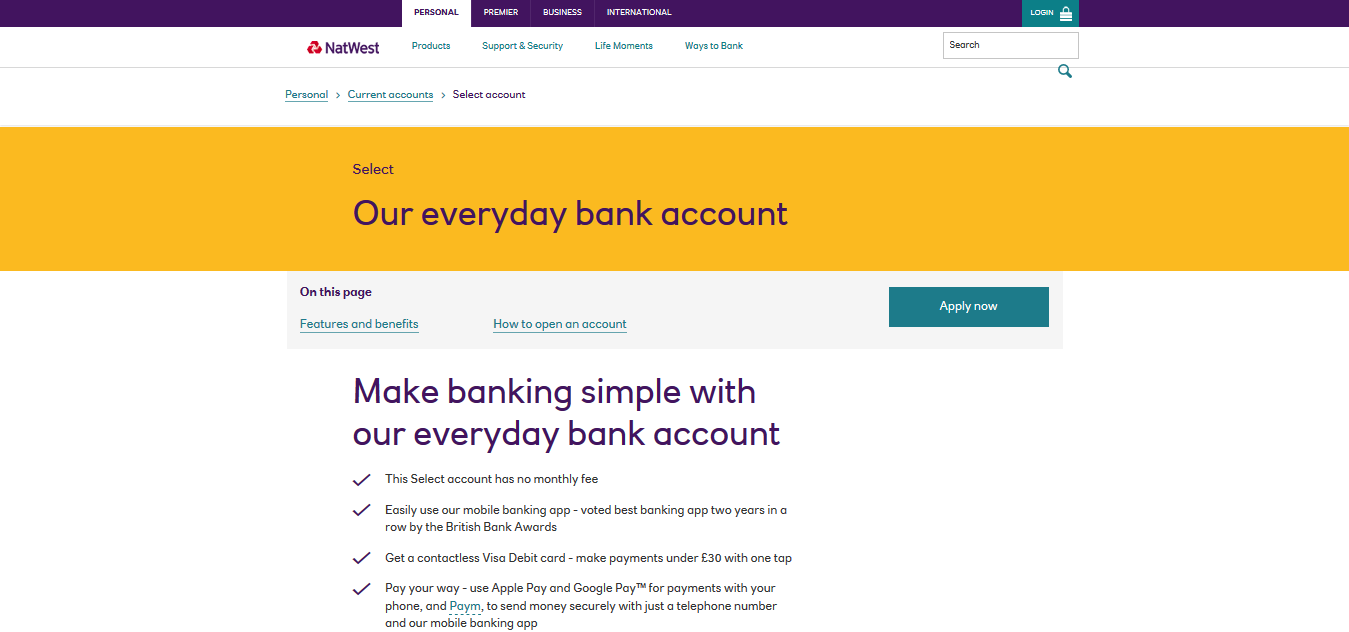 PERSONAL PREMIER BUSINESS INTERNATIONAL LOGIN
NatWest Products Support & Security Life Moments Ways to Bank Search
Personal > Current accounts > Select account
Select
Our everyday bank account
On this page
Features and benefits How to open an account Apply now
Make banking simple with
our everyday bank account
This Select account has no monthly fee
Easily use our mobile banking app - voted best banking app two years in a
row by the British Bank Awards
Get a contactless Visa Debit card - make payments under £30 with one tap
Pay your way - use Apple Pay and Google Pay™ for payments with your
phone, and Paym, to send money securely with just a telephone number
and our mobile banking app